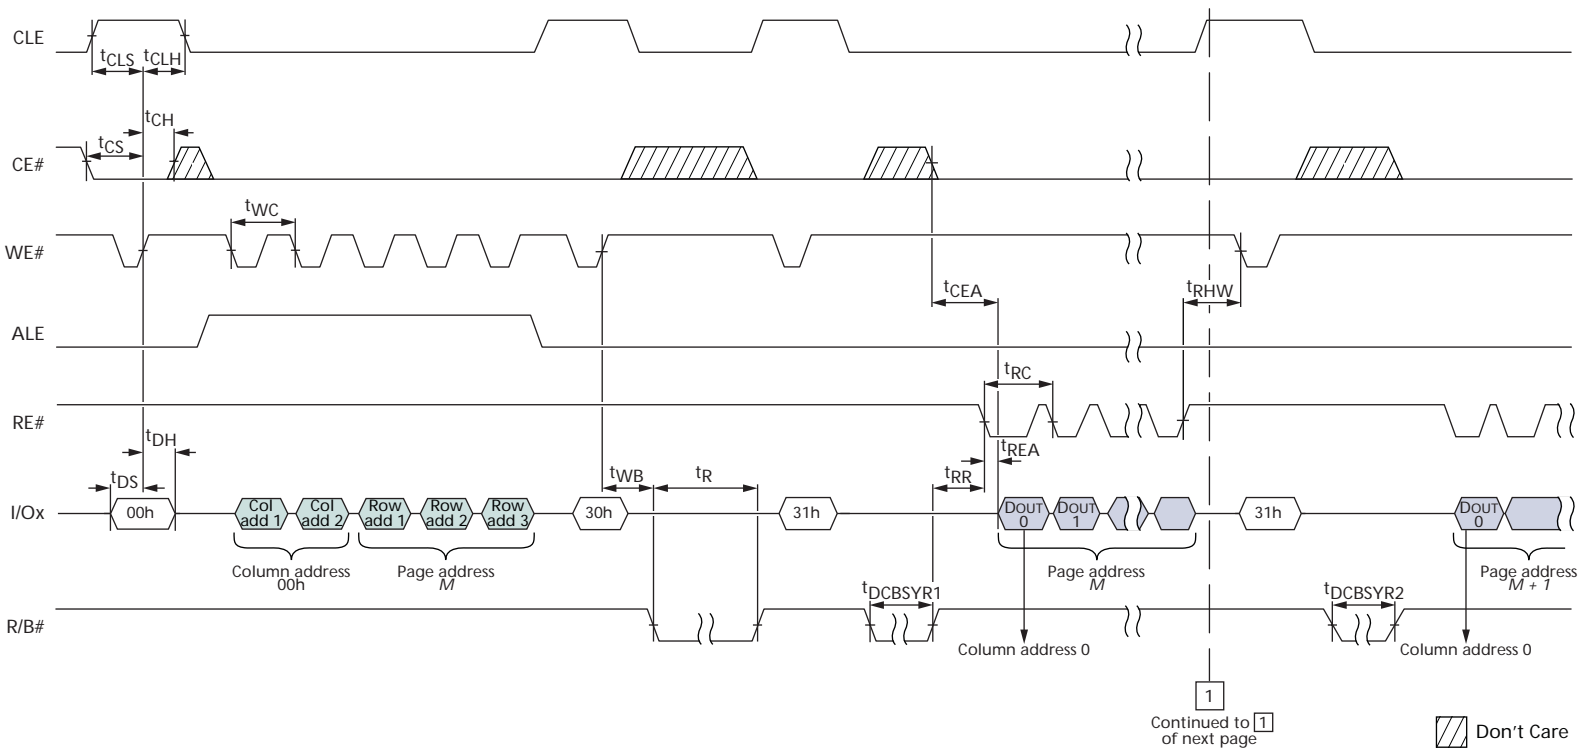 CLE
tCLS
tCLH
tCH
tCS
CE#
tWC
WE#
tCEA
tRHW
ALE
tRC
RE#
tREA
tDH
tDS
tWB
tR
tRR
I/Ox
00h
Col
add 1
Col
add 2
Row
add 1
Row
add 2
Row
add 3
30h
31h
DOUT
0
DOUT
1
31h
DOUT
0
Column address
00h
Page address
M
Page address
M
Page address
M + 1
tDCBSYR1
tDCBSYR2
R/B#
Column address 0
Column address 0
1
Continued to 1
of next page
Don't Care